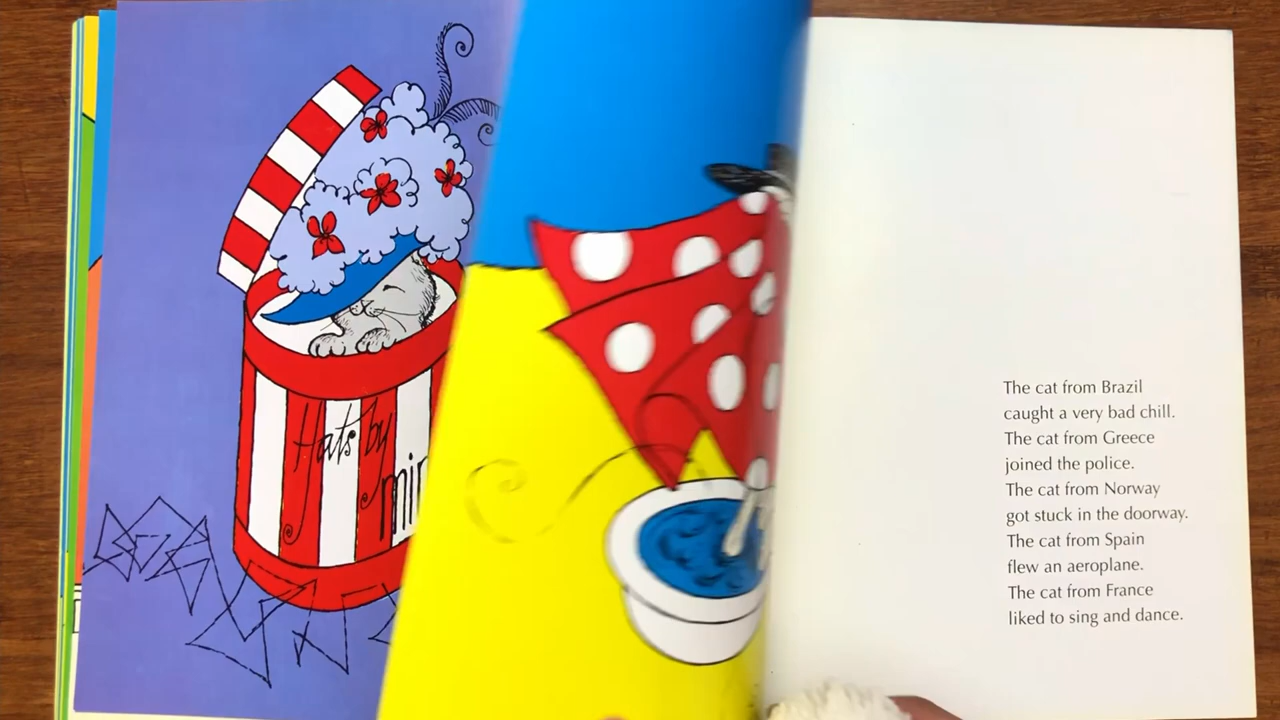 Hats by
The cat from Brazil
caught a very bad chill.
The cat from Greece
joined the police.
The cat from Norway
got stuck in the doorway.
The cat from Spain
flew an aeroplane.
The cat from France
liked to sing and dance.